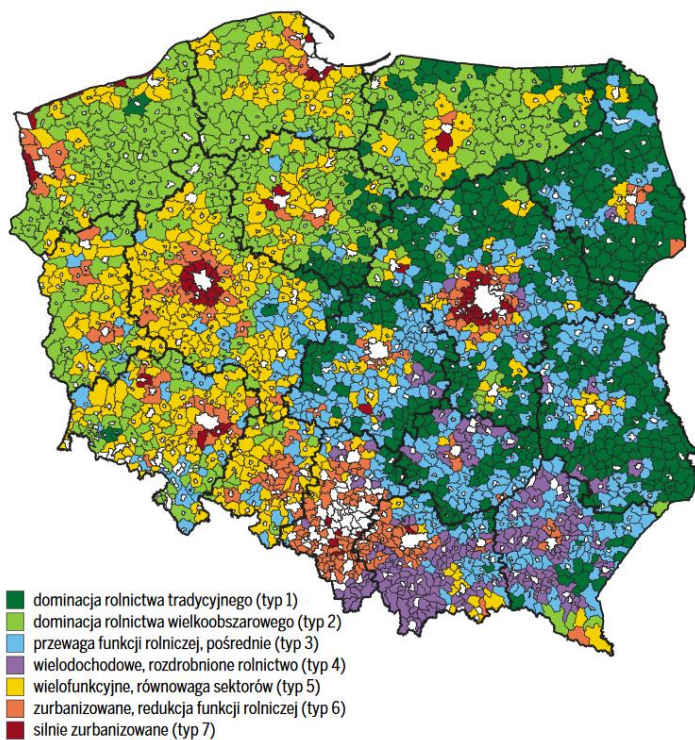 dominacja rolnictwa tradycyjnego (typ 1)
dominacja rolnictwa wielkoobszarowego (typ 2)
przewaga funkcji rolniczej, pośrednie (typ 3)
wielodochodowe, rozdrobnione rolnictwo (typ 4)
wielofunkcyjne, równowaga sektorów (typ 5)
zurbanizowane, redukcja funkcji rolniczej (typ 6)
silnie zurbanizowane (typ 7)